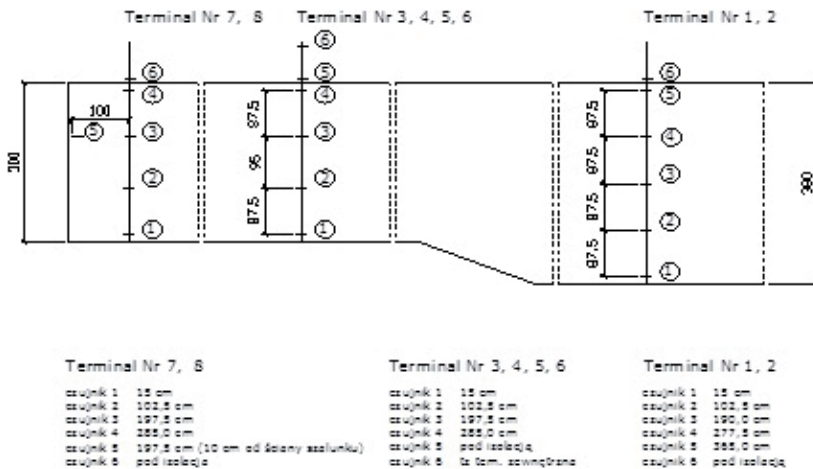 Terminal Nr 7, 8
Terminal Nr 3, 4, 5, 6
Terminal Nr 1, 2
6
5
4
3
2
1
100
300
6
5
4
3
2
1
87.5
95
87.5
6
5
4
3
2
1
87.5
87.5
87.5
87.5
380
Terminal Nr 7, 8
czujnik 1 15 cm
czujnik 2 102,5 cm
czujnik 3 197,5 cm
czujnik 4 285,0 cm
czujnik 5 197,5 cm (10 cm od ściany szalunku)
czujnik 6 pod izolacją
Terminal Nr 3, 4, 5, 6
czujnik 1 15 cm
czujnik 2 102,5 cm
czujnik 3 197,5 cm
czujnik 4 285,0 cm
czujnik 5 pod izolacją
czujnik 6 tem. zewnętrzna
Terminal Nr 1, 2
czujnik 1 15 cm
czujnik 2 102,5 cm
czujnik 3 190,0 cm
czujnik 4 277,5 cm
czujnik 5 365,0 cm
czujnik 6 pod izolacją